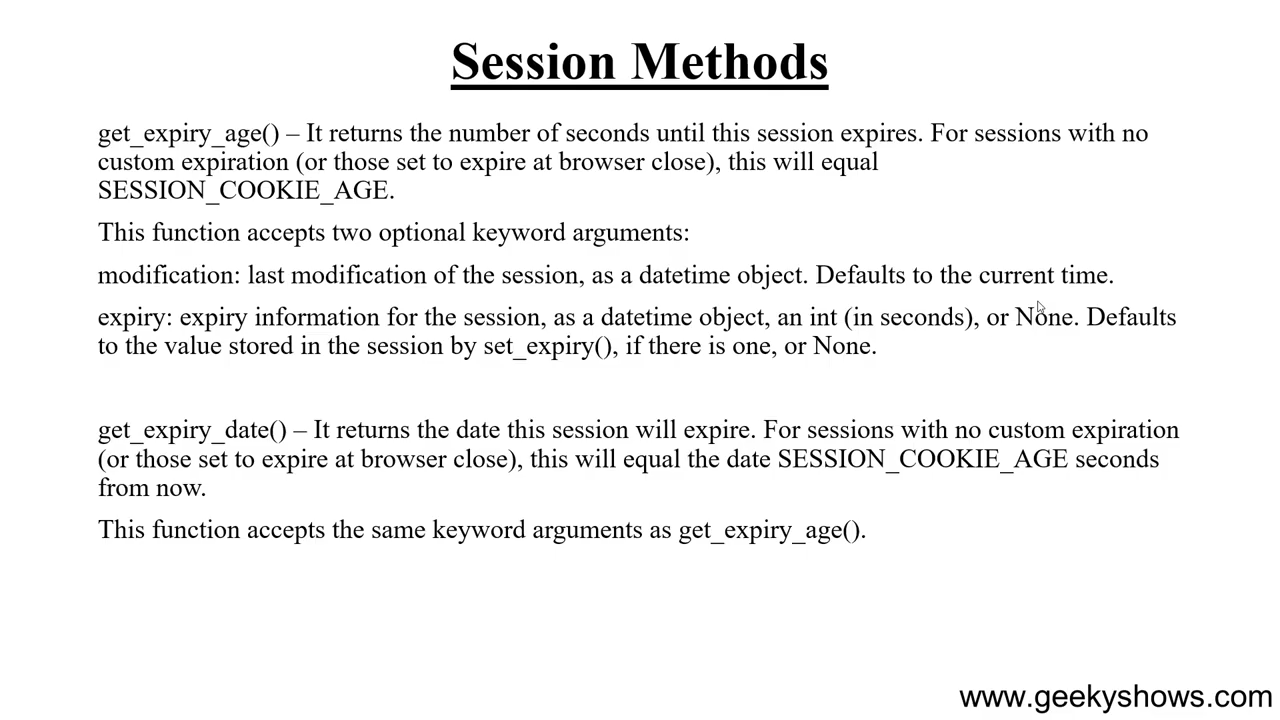 Session Methods
get_expiry_age() – It returns the number of seconds until this session expires. For sessions with no
custom expiration (or those set to expire at browser close), this will equal
SESSION_COOKIE_AGE.
This function accepts two optional keyword arguments:
modification: last modification of the session, as a datetime object. Defaults to the current time.
expiry: expiry information for the session, as a datetime object, an int (in seconds), or None. Defaults
to the value stored in the session by set_expiry(), if there is one, or None.
get_expiry_date() – It returns the date this session will expire. For sessions with no custom expiration
(or those set to expire at browser close), this will equal the date SESSION_COOKIE_AGE seconds
from now.
This function accepts the same keyword arguments as get_expiry_age().
www.geekyshows.com